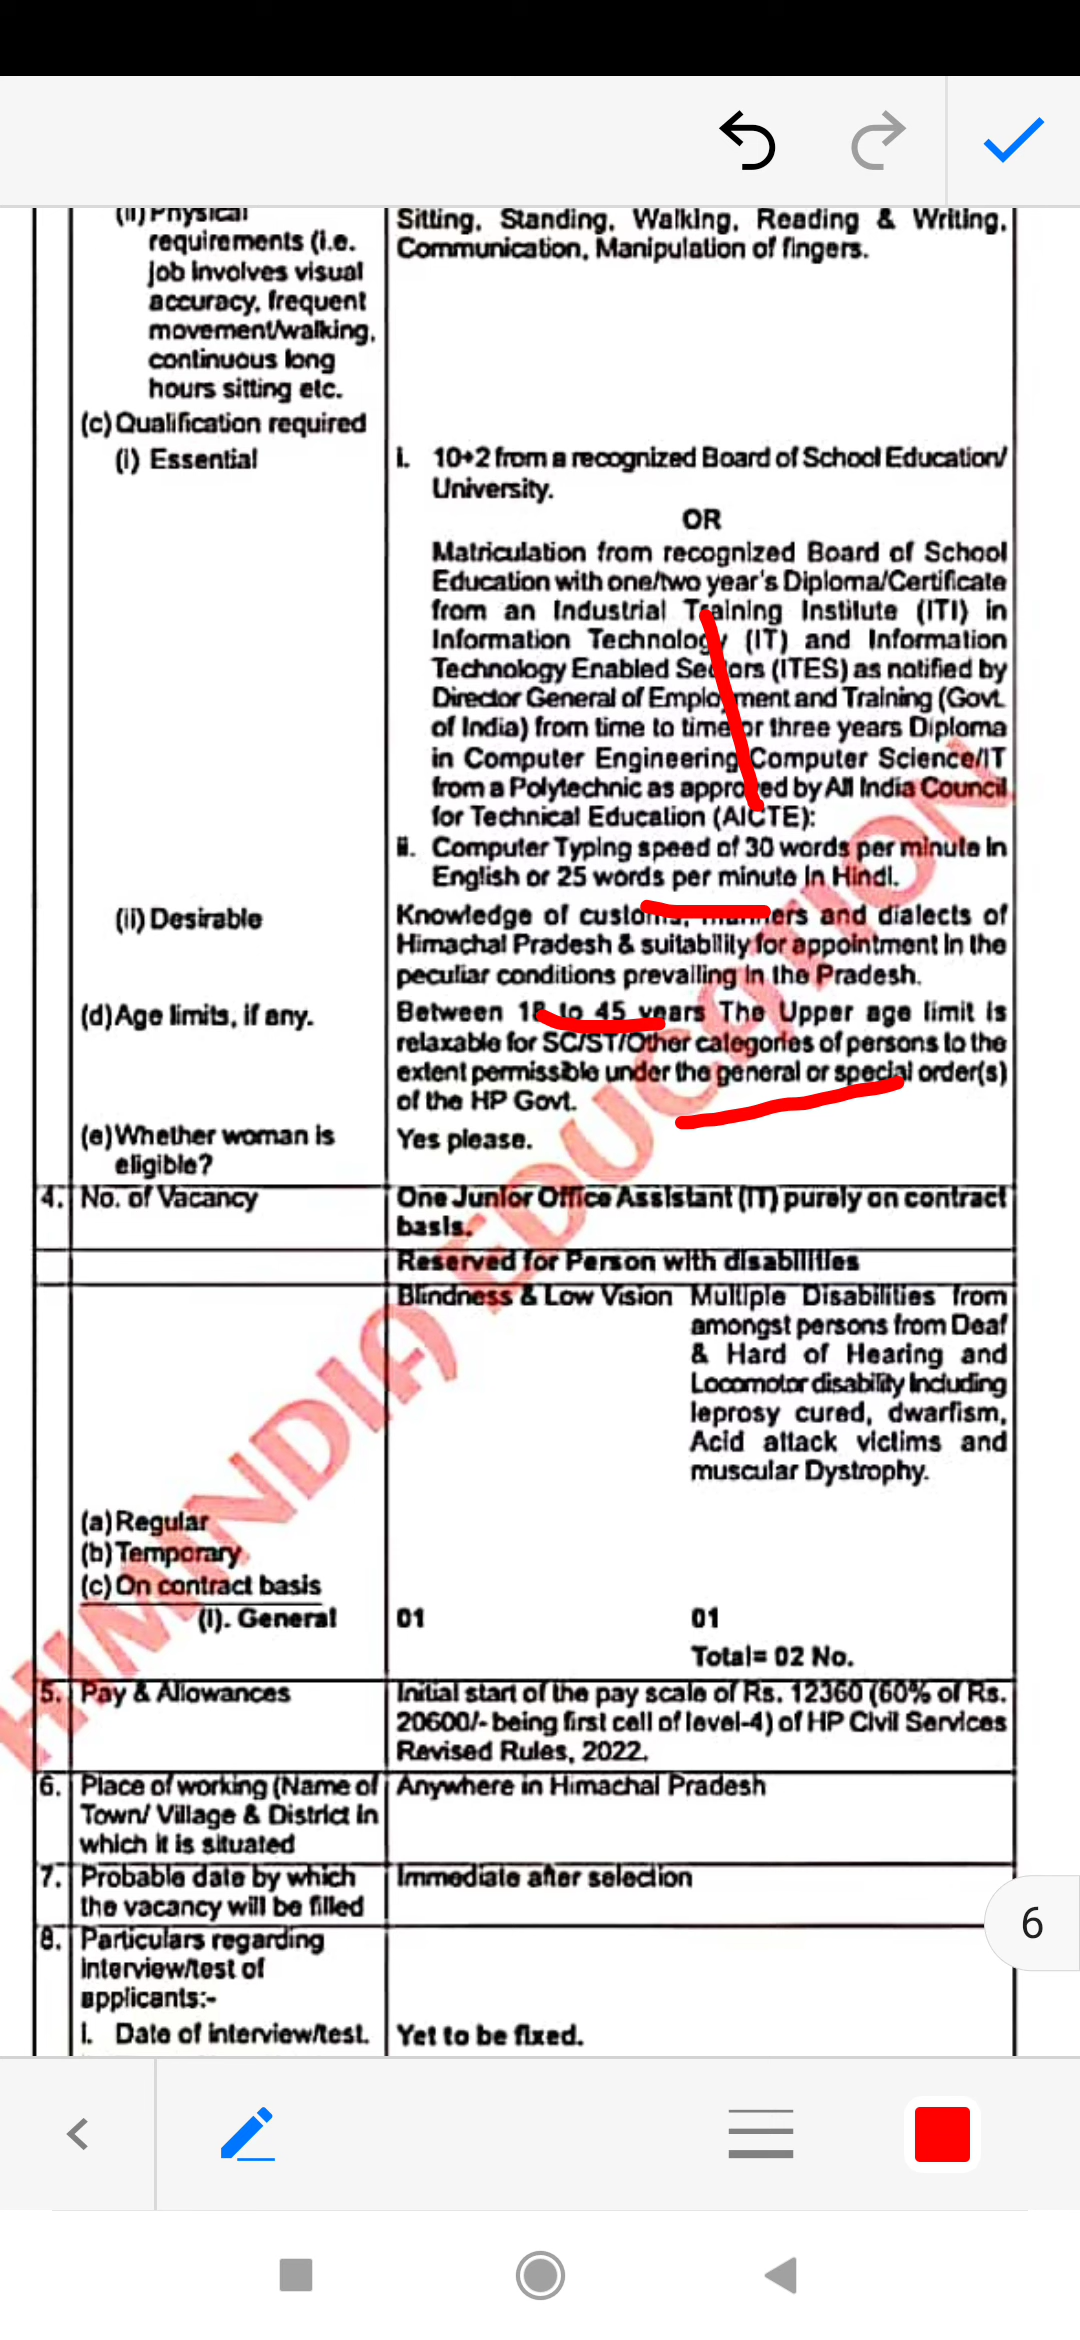 (ii) Physical
requirements (i.e.
job involves visual
accuracy, frequent
movement/walking,
continuous long
hours sitting etc.
Sitting, Standing, Walking, Reading & Writing,
Communication, Manipulation of fingers.
(c) Qualification required
(i) Essential
i. 10+2 from a recognized Board of School Education/
University.
OR
Matriculation from recognized Board of School
Education with one/two year's Diploma/Certificate
from an Industrial Training Institute (ITI) in
Information Technology (IT) and Information
Technology Enabled Sectors (ITES) as notified by
Director General of Employment and Training (Govt.
of India) from time to time or three years Diploma
in Computer Engineering/Computer Science/IT
from a Polytechnic as approved by All India Council
for Technical Education (AICTE):
ii. Computer Typing speed of 30 words per minute in
English or 25 words per minute in Hindi.
(ii) Desirable
Knowledge of customs, manners and dialects of
Himachal Pradesh & suitability for appointment in the
peculiar conditions prevailing in the Pradesh.
(d) Age limits, if any.
Between 18 to 45 years The Upper age limit is
relaxable for SC/ST/Other categories of persons to the
extent permissible under the general or special order(s)
of the HP Govt.
(e) Whether woman is
eligible?
Yes please.
4. No. of Vacancy
One Junior Office Assistant (IT) purely on contract
basis.
Reserved for Person with disabilities
Blindness & Low Vision
Multiple Disabilities from
amongst persons from Deaf
& Hard of Hearing and
Locomotor disability including
leprosy cured, dwarfism,
Acid attack victims and
muscular Dystrophy.
(a) Regular
(b) Temporary
(c) On contract basis
(I). General
01
01
Total= 02 No.
5. Pay & Allowances
Initial start of the pay scale of Rs. 12360 (60% of Rs.
20600/- being first cell of level-4) of HP Civil Services
Revised Rules, 2022.
6. Place of working (Name of
Town/ Village & District in
which it is situated
Anywhere in Himachal Pradesh
7. Probable date by which
the vacancy will be filled
Immediate after selection
8. Particulars regarding
interview/test of
applicants:-
I. Date of interview/test.
Yet to be fixed.
HIMINDIA EDUCATION
6